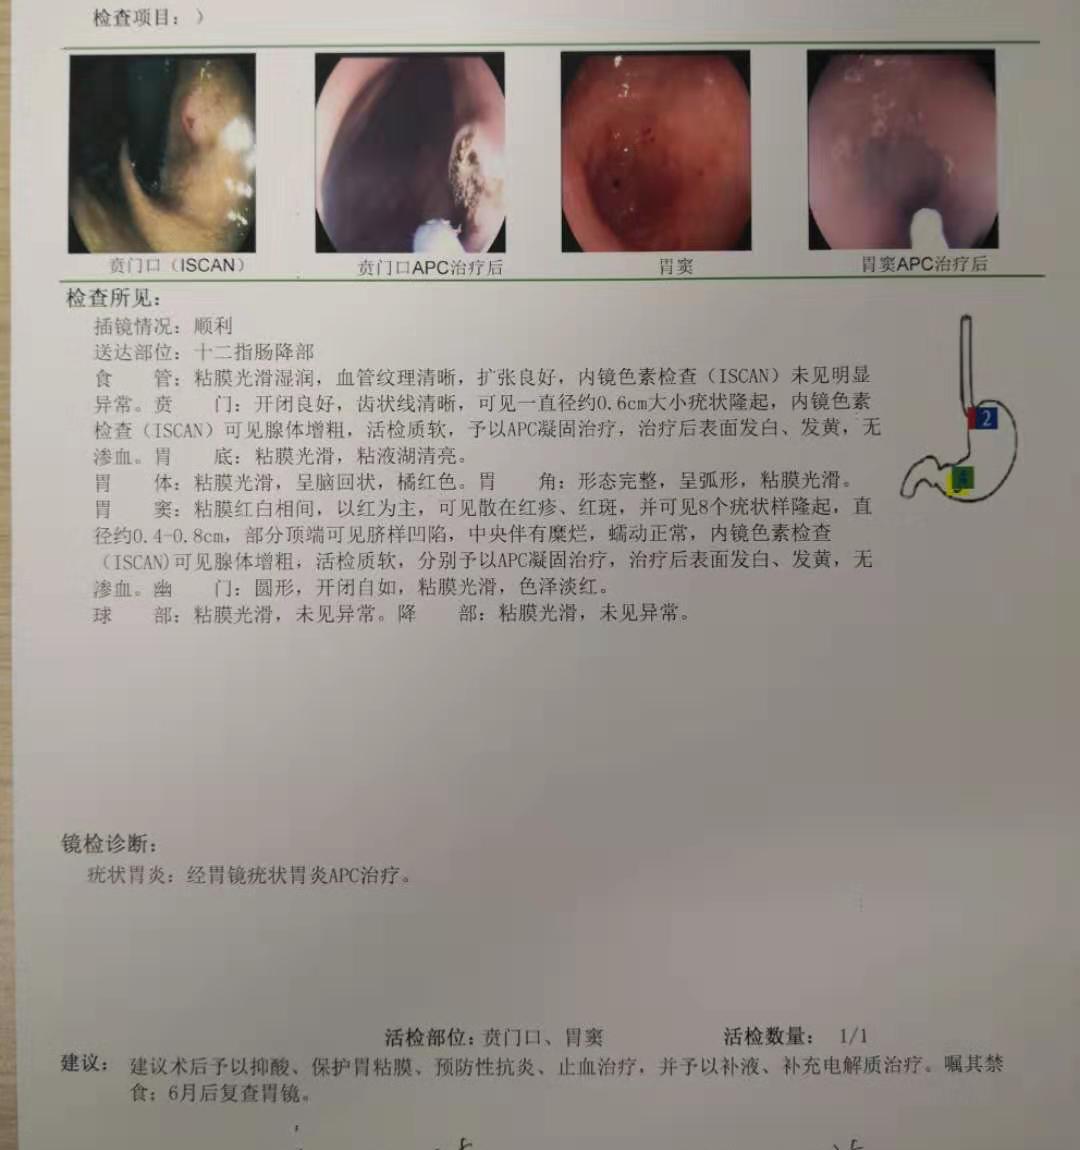 检查项目：）
贲门口（ISCAN）
贲门口APC治疗后
胃窦
胃窦APC治疗后
检查所见：
插镜情况：顺利
送达部位：十二指肠降部
食　　管：粘膜光滑湿润，血管纹理清晰，扩张良好，内镜色素检查（ISCAN）未见明显
异常。贲　　门：开闭良好，齿状线清晰，可见一直径约0.6cm大小疣状隆起，内镜色素
检查（ISCAN）可见腺体增粗，活检质软，予以APC凝固治疗，治疗后表面发白、发黄，无
渗血。胃　　底：粘膜光滑，粘液湖清亮。
胃　　体：粘膜光滑，呈脑回状，橘红色。胃　　角：形态完整，呈弧形，粘膜光滑。
胃　　窦：粘膜红白相间，以红为主，可见散在红疹、红斑，并可见8个疣状样隆起，直
径约0.4-0.8cm，部分顶端可见脐样凹陷，中央伴有糜烂，蠕动正常，内镜色素检查
（ISCAN)可见腺体增粗，活检质软，分别予以APC凝固治疗，治疗后表面发白、发黄，无
渗血。幽　　门：圆形，开闭自如，粘膜光滑，色泽淡红。
球　　部：粘膜光滑，未见异常。降　　部：粘膜光滑，未见异常。
2
镜检诊断：
疣状胃炎：经胃镜疣状胃炎APC治疗。
活检部位：贲门口、胃窦　　活检数量：1/1
建议：建议术后予以抑酸、保护胃粘膜、预防性抗炎、止血治疗，并予以补液、补充电解质治疗。嘱其禁
食；6月后复查胃镜。